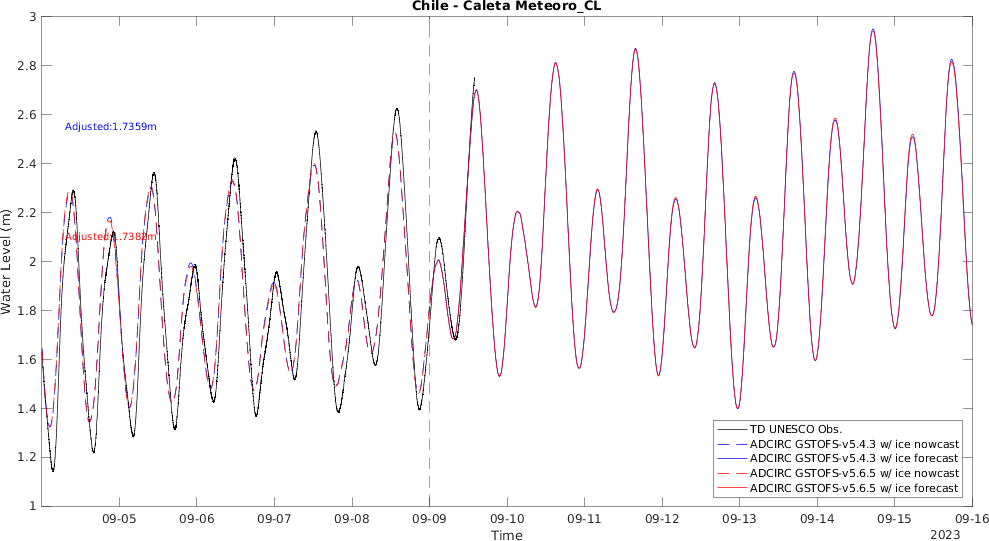 Chile - Caleta Meteoro_CL
3
2.8
2.6
2.4
2.2
2
1.8
1.6
1.4
1.2
1
Water Level (m)
Adjusted:1.7359m
Adjusted:1.7382m
TD UNESCO Obs.
ADCIRC GSTOFS-v5.4.3 w/ ice nowcast
ADCIRC GSTOFS-v5.4.3 w/ ice forecast
ADCIRC GSTOFS-v5.6.5 w/ ice nowcast
ADCIRC GSTOFS-v5.6.5 w/ ice forecast
09-05 09-06 09-07 09-08 09-09 09-10 09-11 09-12 09-13 09-14 09-15 09-16
Time
2023